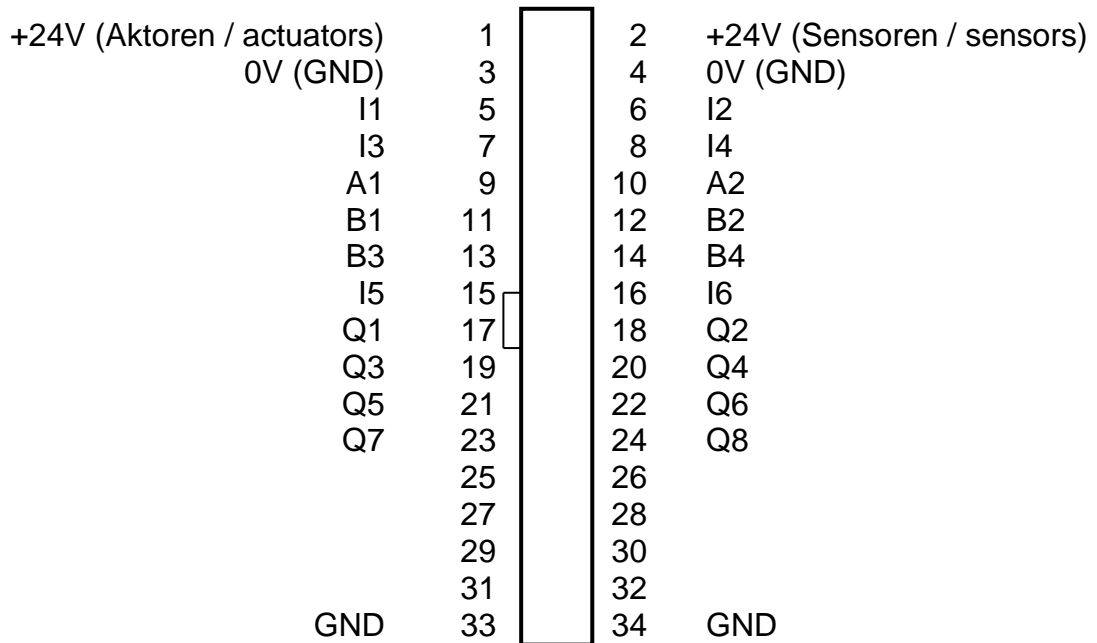 +24V (Aktoren / actuators) 1 2 +24V (Sensoren / sensors)
0V (GND) 3 4 0V (GND)
I1 5 6 I2
I3 7 8 I4
A1 9 10 A2
B1 11 12 B2
B3 13 14 B4
I5 15 16 I6
Q1 17 18 Q2
Q3 19 20 Q4
Q5 21 22 Q6
Q7 23 24 Q8
25 26
27 28
29 30
31 32
GND 33 34 GND